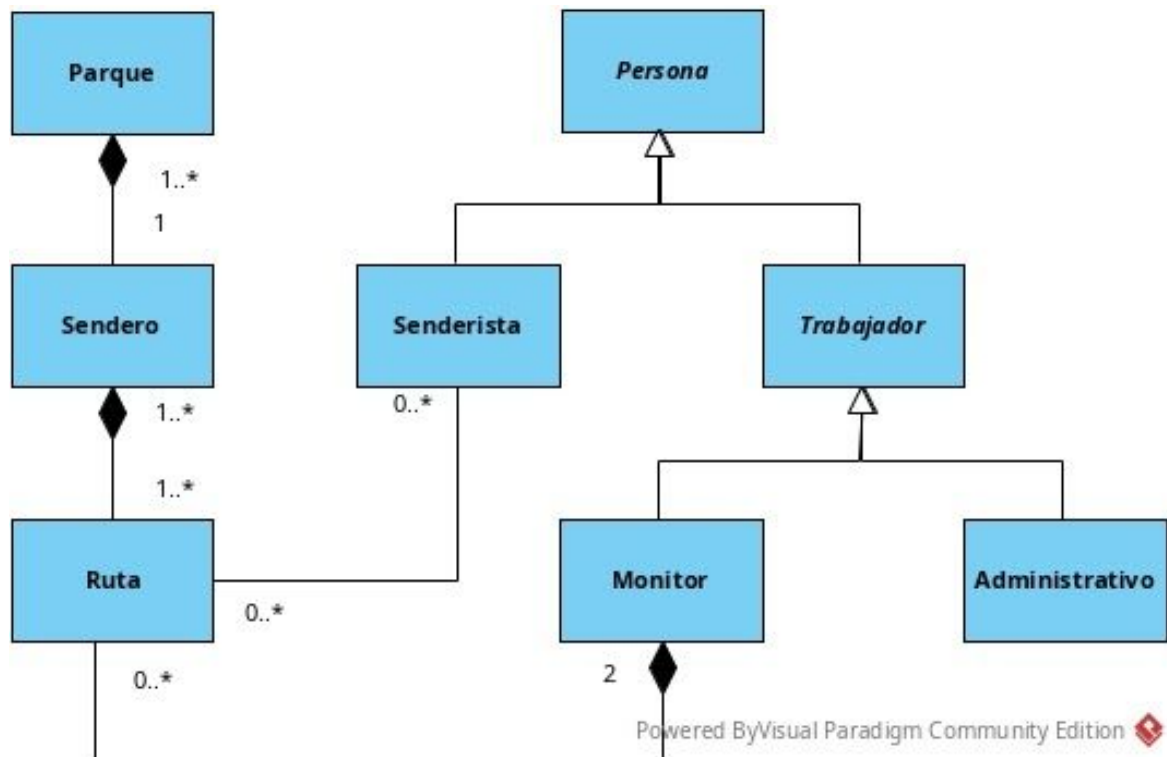 Parque
Persona
1..*
1
Sendero
Senderista
Trabajador
1..*
0..*
1..*
Ruta
Monitor
Administrativo
0..*
0..*
2
Powered ByVisual Paradigm Community Edition